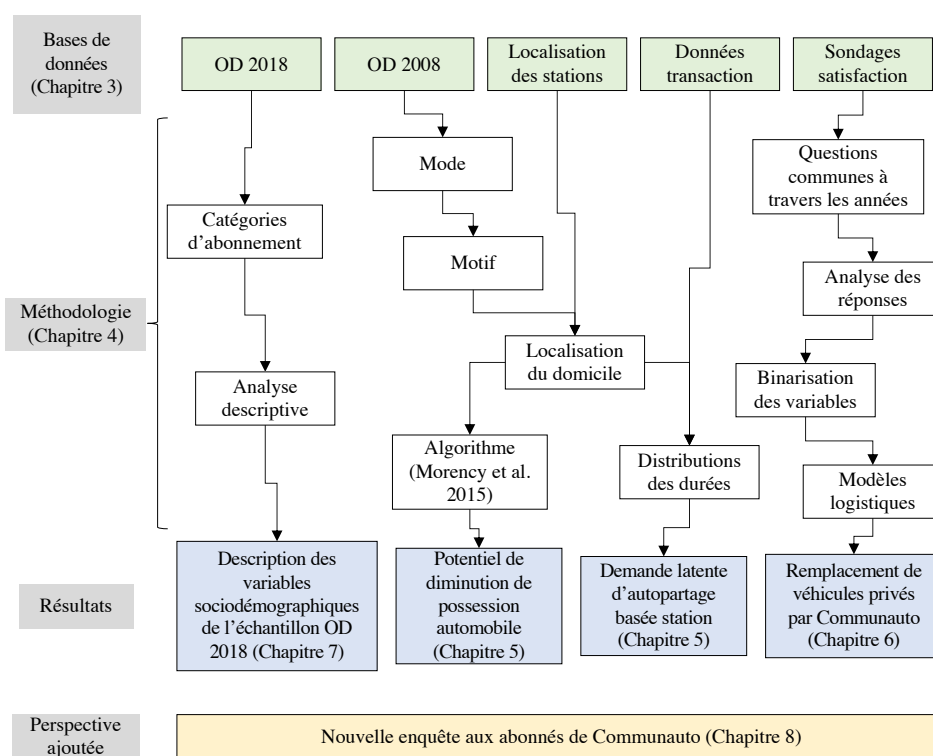 Bases de
données
(Chapitre 3)
OD 2018
OD 2008
Localisation
des stations
Données
transaction
Sondages
satisfaction
Mode
Questions
communes à
travers les années
Catégories
d’abonnement
Motif
Analyse des
réponses
Méthodologie
(Chapitre 4)
Localisation
du domicile
Analyse
descriptive
Binarisation
des variables
Algorithme
(Morency et al.
2015)
Distributions
des durées
Modèles
logistiques
Résultats
Description des
variables
sociodémographiques
de l’échantillon OD
2018 (Chapitre 7)
Potentiel de
diminution de
possession
automobile
(Chapitre 5)
Demande latente
d’autopartage
basée station
(Chapitre 5)
Remplacement de
véhicules privés
par Communauto
(Chapitre 6)
Perspective
ajoutée
Nouvelle enquête aux abonnés de Communauto (Chapitre 8)